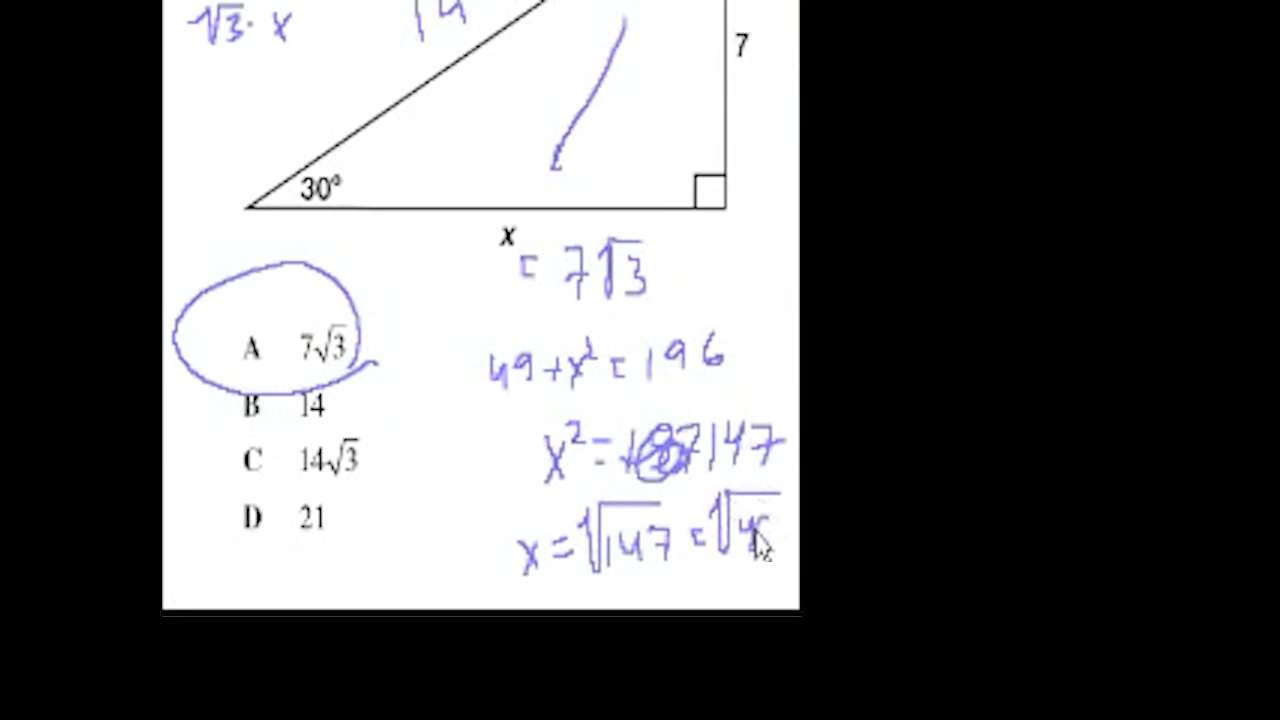 √3· x
14
7
30°
x
= 7√3
A 7√3
49+x² = 196
B 14
x² = 147
C 14√3
D 21
x = √147 = √4